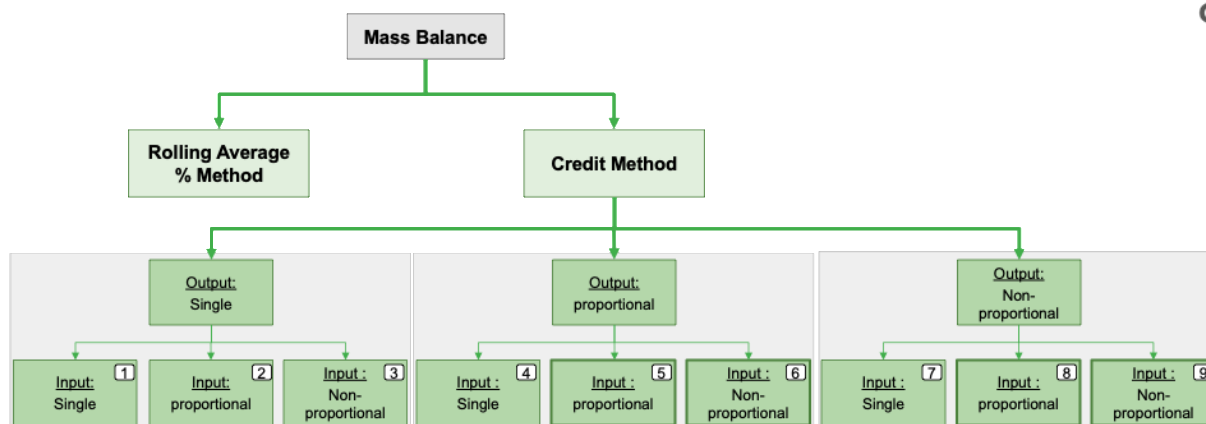 Mass Balance
Rolling Average
% Method
Credit Method
Output:
Single
Output:
proportional
Output:
Non-
proportional
Input:
Single
1
Input:
proportional
2
Input :
Non-
proportional
3
Input :
Single
4
Input :
proportional
5
Input :
Non-
proportional
6
Input :
Single
7
Input :
proportional
8
Input :
Non-
proportional
9